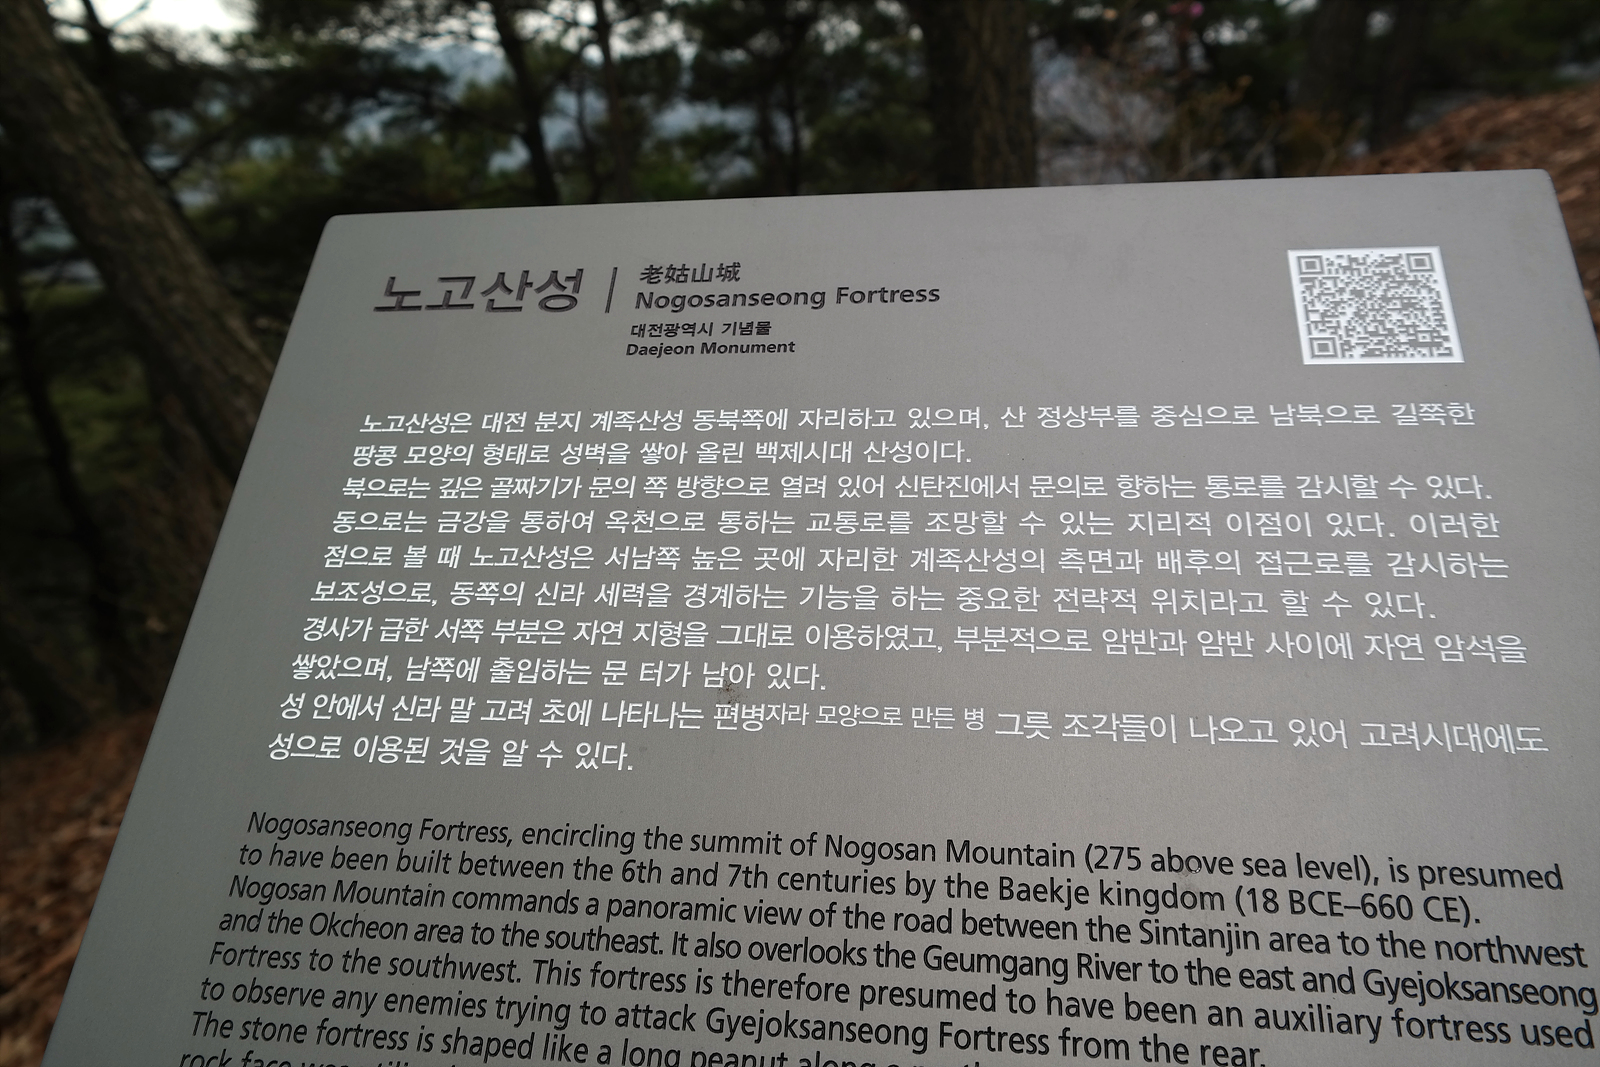 노고산성
老姑山城
Nogosanseong Fortress
대전광역시 기념물
Daejeon Monument
노고산성은 대전 분지 계족산성 동북쪽에 자리하고 있으며, 산 정상부를 중심으로 남북으로 길쭉한
땅콩 모양의 형태로 성벽을 쌓아 올린 백제시대 산성이다.
북으로는 깊은 골짜기가 문의 쪽 방향으로 열려 있어 신탄진에서 문의로 향하는 통로를 감시할 수 있다.
동으로는 금강을 통하여 옥천으로 통하는 교통로를 조망할 수 있는 지리적 이점이 있다. 이러한
점으로 볼 때 노고산성은 서남쪽 높은 곳에 자리한 계족산성의 측면과 배후의 접근로를 감시하는
보조성으로, 동쪽의 신라 세력을 경계하는 기능을 하는 중요한 전략적 위치라고 할 수 있다.
경사가 급한 서쪽 부분은 자연 지형을 그대로 이용하였고, 부분적으로 암반과 암반 사이에 자연 암석을
쌓았으며, 남쪽에 출입하는 문 터가 남아 있다.
성 안에서 신라 말 고려 초에 나타나는 편병자라 모양으로 만든 병 그릇 조각들이 나오고 있어 고려시대에도
성으로 이용된 것을 알 수 있다.
Nogosanseong Fortress, encircling the summit of Nogosan Mountain (275 above sea level), is presumed
to have been built between the 6th and 7th centuries by the Baekje kingdom (18 BCE–660 CE).
Nogosan Mountain commands a panoramic view of the road between the Sintanjin area to the northwest
and the Okcheon area to the southeast. It also overlooks the Geumgang River to the east and Gyejoksanseong
Fortress to the southwest. This fortress is therefore presumed to have been an auxiliary fortress used
to observe any enemies trying to attack Gyejoksanseong Fortress from the rear.
The stone fortress is shaped like a long peanut along a
rock face was